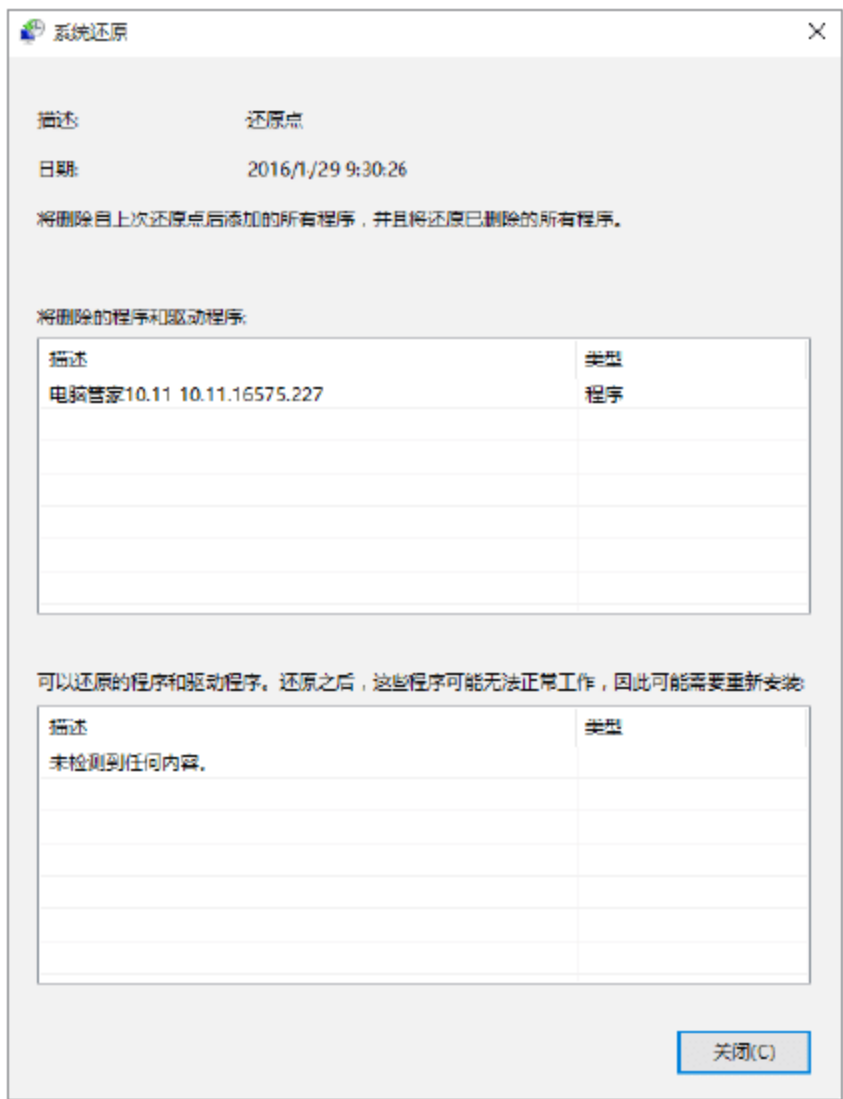 系统还原
描述: 还原点
日期: 2016/1/29 9:30:26
将删除自上次还原点后添加的所有程序，并且将还原已删除的所有程序。
将删除的程序和驱动程序:
描述 类型
电脑管家10.11 10.11.16575.227 程序
可以还原的程序和驱动程序。还原之后，这些程序可能无法正常工作，因此可能需要重新安装:
描述 类型
未检测到任何内容。
关闭(C)